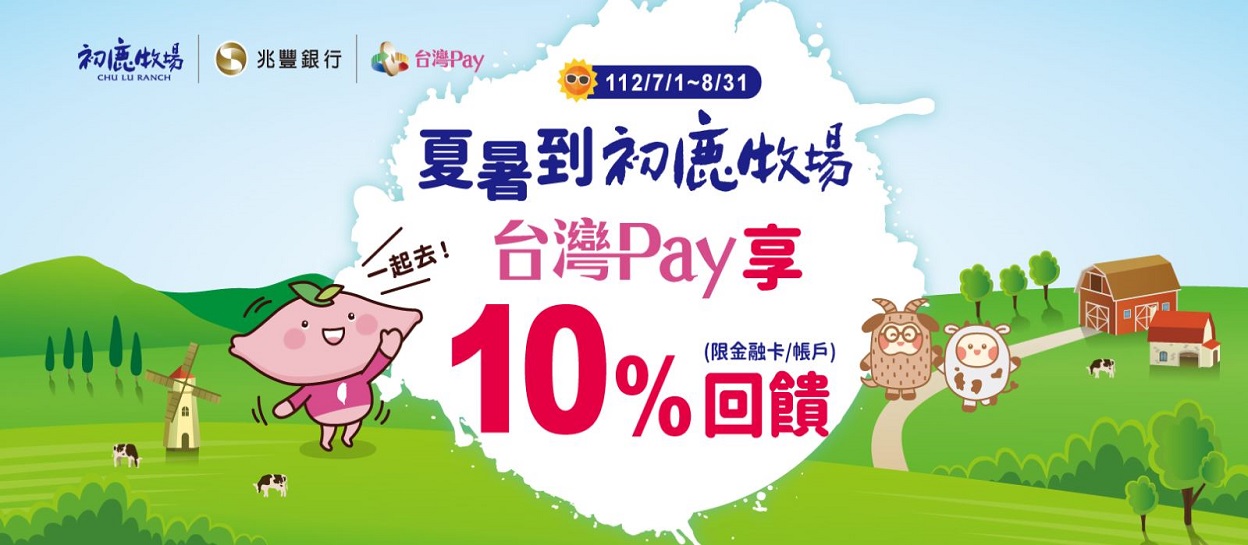 初鹿牧場
CHU LU RANCH
兆豐銀行
台灣Pay
112/7/1~8/31
夏暑到初鹿牧場
台灣Pay享
一起去!
10%回饋
(限金融卡/帳戶)